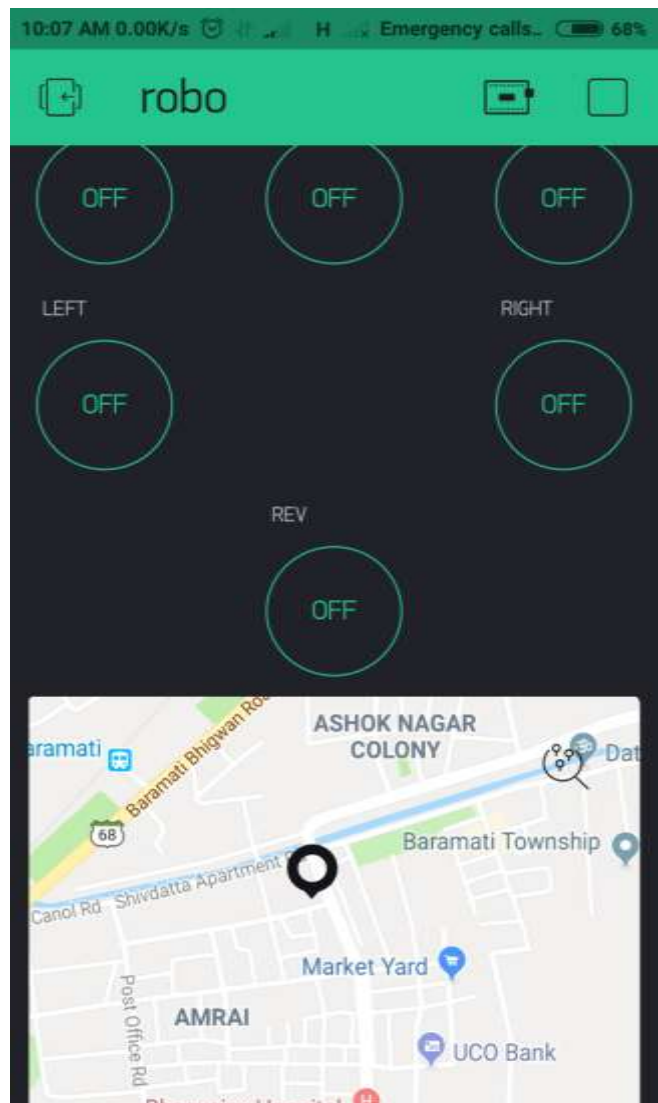 10:07 AM 0.00K/s H Emergency calls.. 68%
robo
OFF OFF OFF
LEFT RIGHT
OFF OFF
REV
OFF
ASHOK NAGAR
COLONY
aramati
Baramati Bhigwan Roa
Dat
68
Baramati Township
Shivdatta Apartment
Canol Rd
Market Yard
Post Office Rd
AMRAI
UCO Bank
H